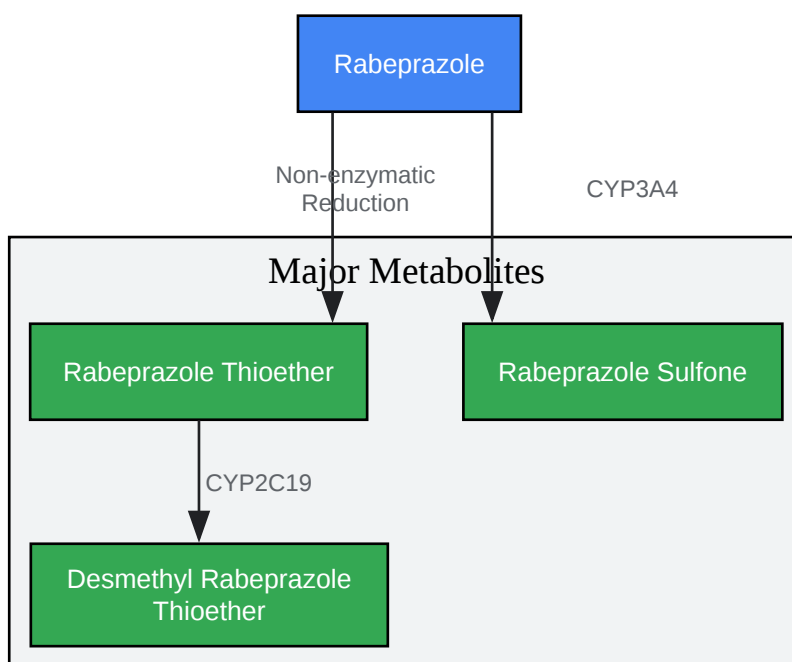 Rabeprazole
Non-enzymatic
Reduction
CYP3A4
Major Metabolites
Rabeprazole Thioether
Rabeprazole Sulfone
CYP2C19
Desmethyl Rabeprazole
Thioether